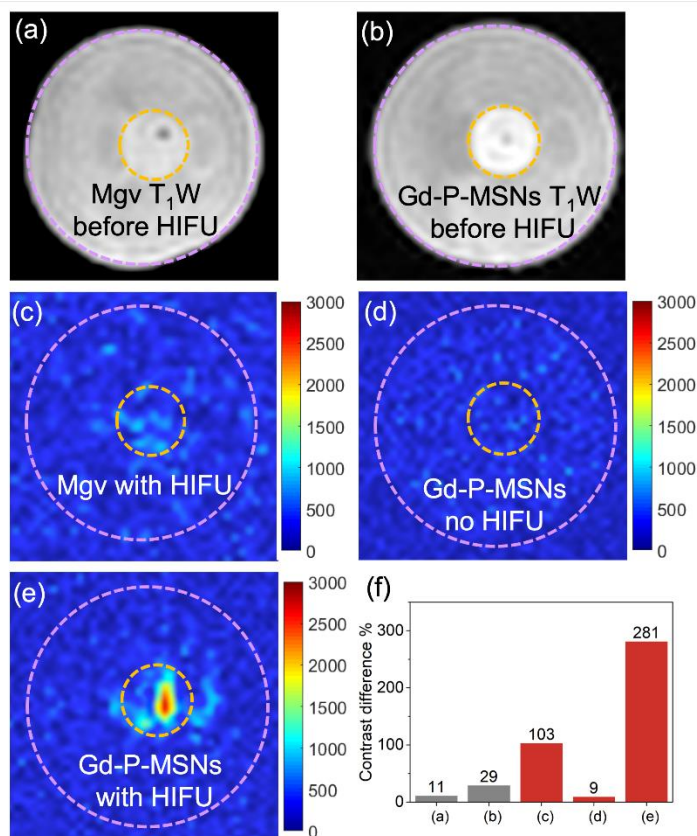 (a)
Mgv T₁W
before HIFU
(b)
Gd-P-MSNs T₁W
before HIFU
(c)
Mgv with HIFU
3000
2500
2000
1500
1000
500
0
(d)
Gd-P-MSNs
no HIFU
3000
2500
2000
1500
1000
500
0
(e)
Gd-P-MSNs
with HIFU
3000
2500
2000
1500
1000
500
0
(f)
Contrast difference %
300
200
100
0
11
29
103
9
281
(a) (b) (c) (d) (e)